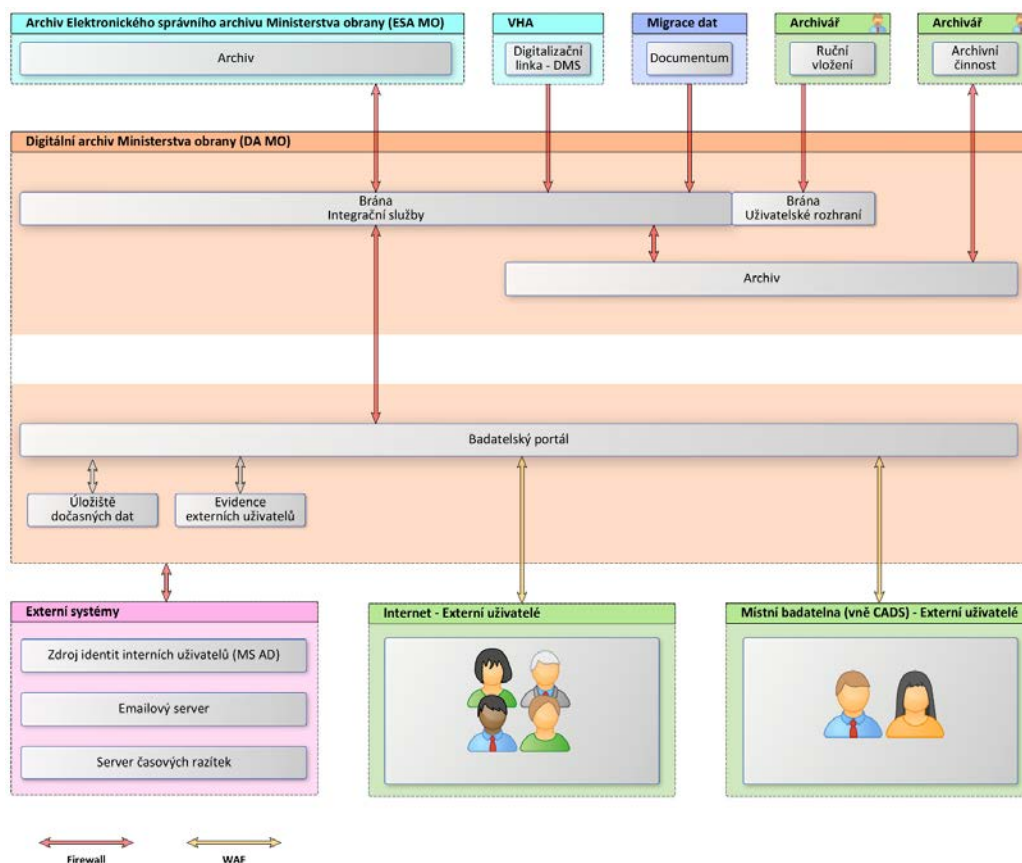 Archiv Elektronického správního archivu Ministerstva obrany (ESA MO)
Archiv
VHA
Digitalizační
linka - DMS
Migrace dat
Documentum
Archivář
Ruční
vložení
Archivář
Archivní
činnost
Digitální archiv Ministerstva obrany (DA MO)
Brána
Integrační služby
Brána
Uživatelské rozhraní
Archiv
Badatelský portál
Úložiště
dočasných dat
Evidence
externích uživatelů
Externí systémy
Zdroj identit interních uživatelů (MS AD)
Emailový server
Server časových razítek
Internet - Externí uživatelé
Místní badatelna (vně CADS) - Externí uživatelé
Firewall
WAF